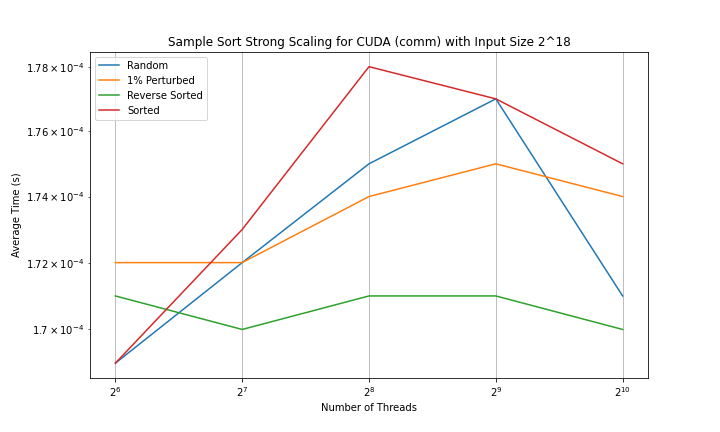 Sample Sort Strong Scaling for CUDA (comm) with Input Size 2^18
Random
1% Perturbed
Reverse Sorted
Sorted
Average Time (s)
1.78 × 10⁻⁴
1.76 × 10⁻⁴
1.74 × 10⁻⁴
1.72 × 10⁻⁴
1.7 × 10⁻⁴
2⁶ 2⁷ 2⁸ 2⁹ 2¹⁰
Number of Threads